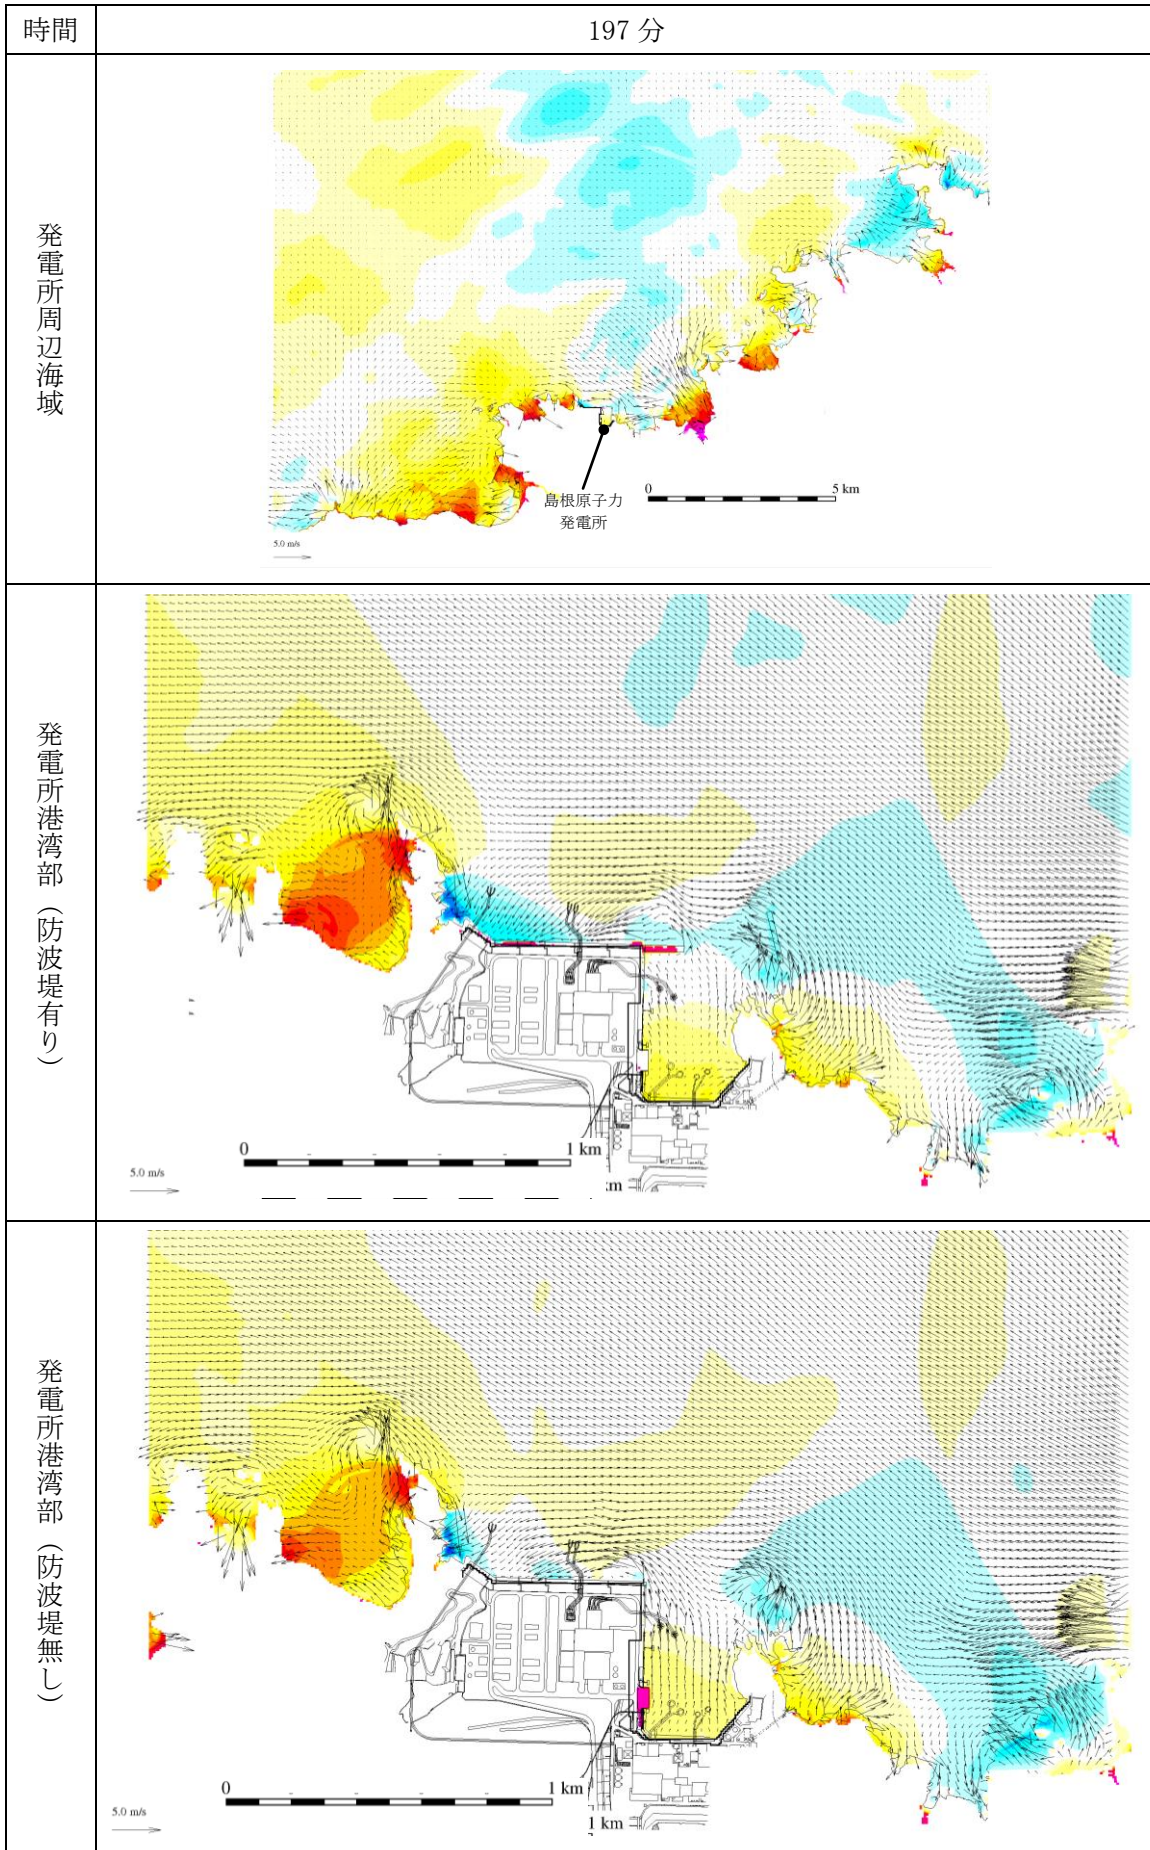 時間
197 分
発電所周辺海域
島根原子力
発電所
0
5 km
5.0 m/s
発電所港湾部（防波堤有り）
0
1 km
5.0 m/s
km
発電所港湾部（防波堤無し）
0
1 km
5.0 m/s
1 km